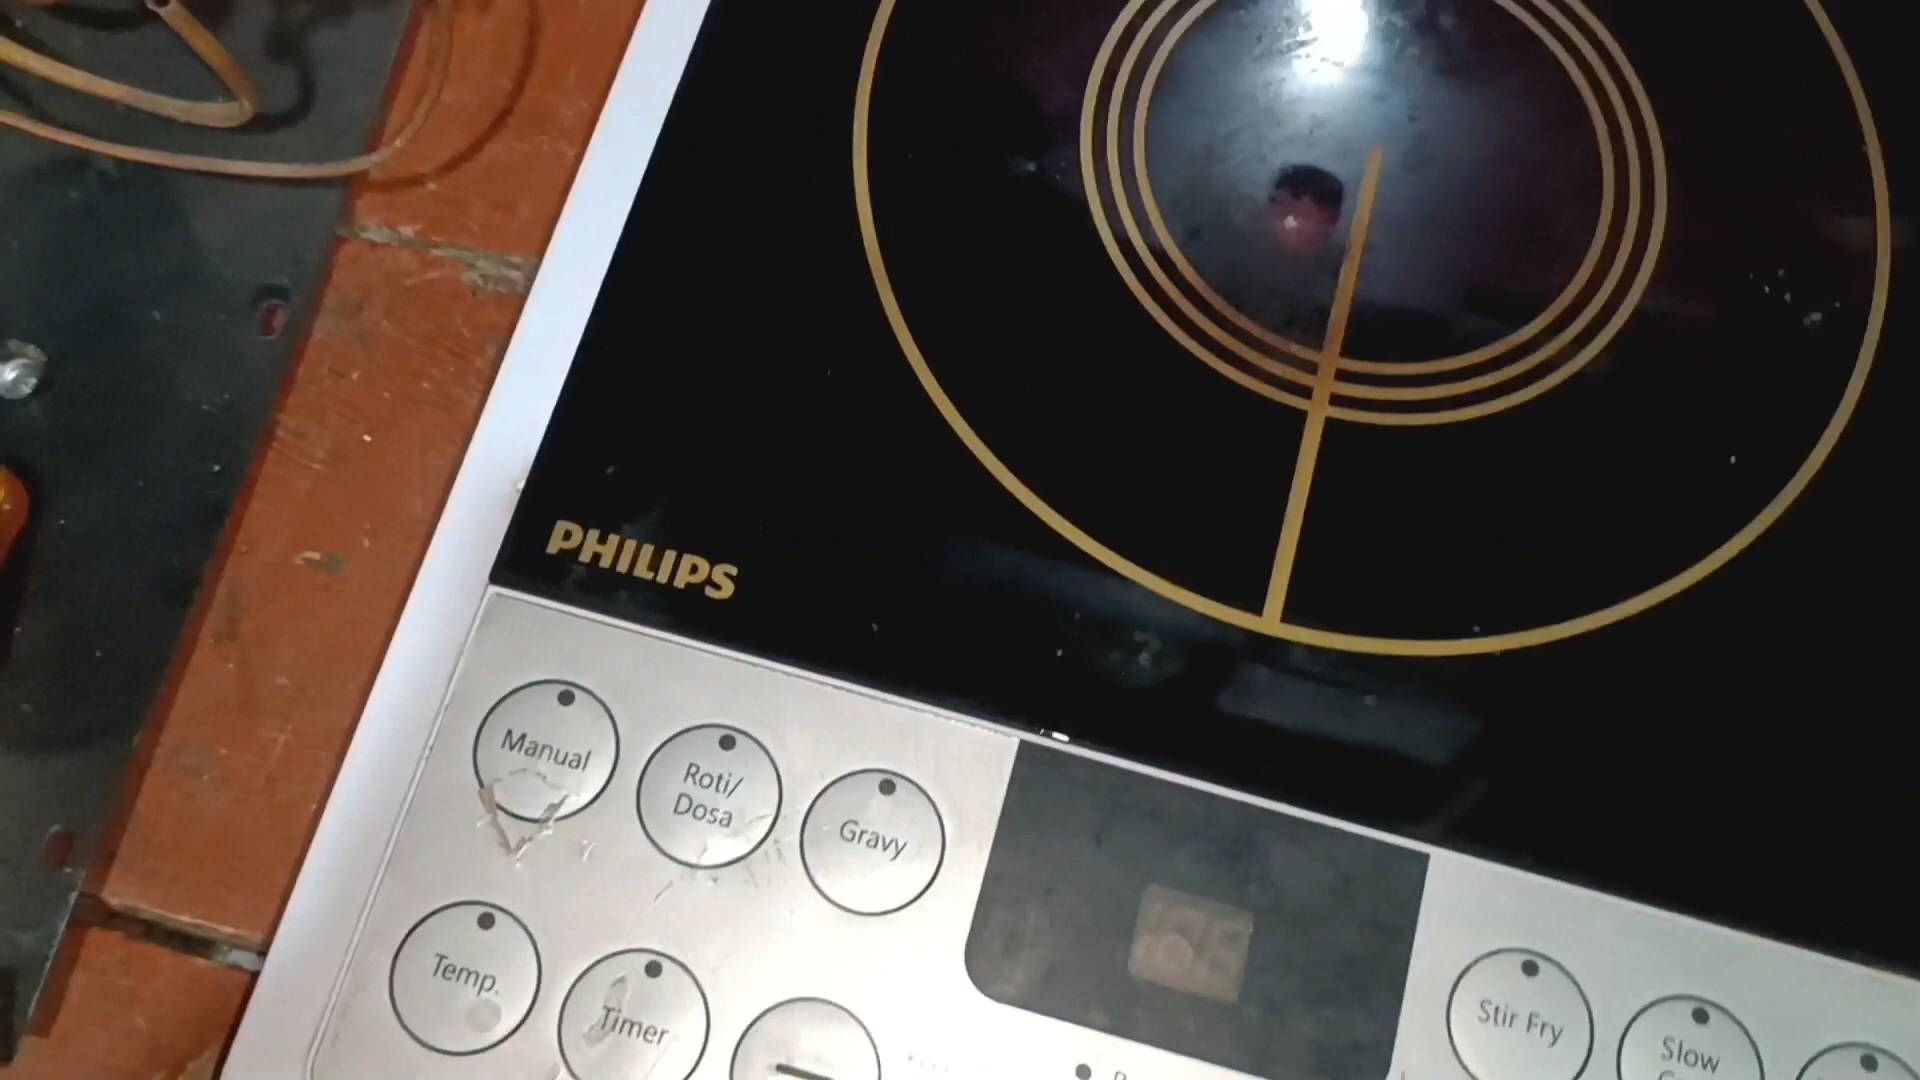 PHILIPS
Manual
Roti/
Dosa
Gravy
Temp.
Timer
Stir Fry
Slow